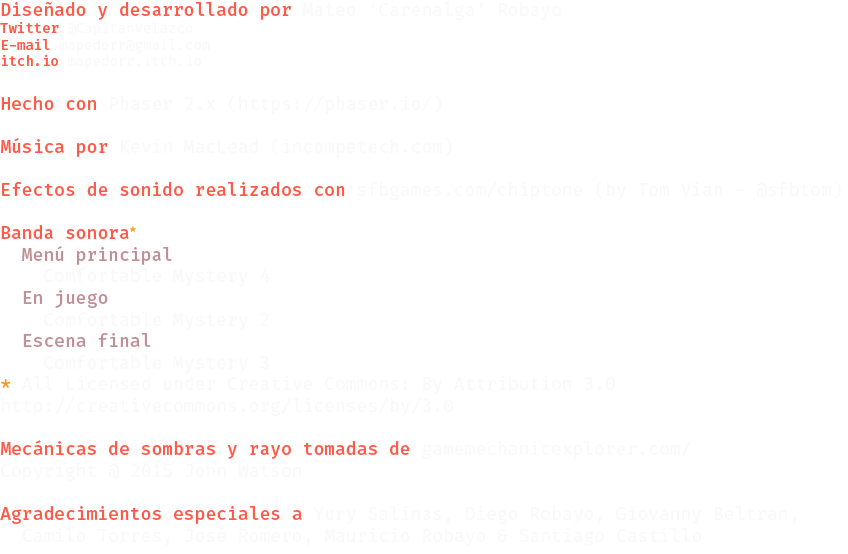 Diseñado y desarrollado por Mateo ‘Carenalga’ Robayo
Twitter
E-mail mopedorr@gmail.com
itch.io mopedorr.itch.io
Hecho con Phaser 2.x (https://phaser.io/)
Música por Kevin MacLead (incompetech.com)
Efectos de sonido realizados con sfbgames.com/chiptone (by Tom Vian - @sfbtom)
Banda sonora*
Menú principal
Comfortable Mystery 4
En juego
Comfortable Mystery 2
Escena final
Comfortable Mystery 3
* All Licensed under Creative Commons: By Attribution 3.0
http://creativecommons.org/licenses/by/3.0
Mecánicas de sombras y rayo tomadas de gamemechanicexplorer.com/
Copyright @ 2015 John Watson
Agradecimientos especiales a Yury Salinas, Diego Robayo, Giovanny Beltran,
Camilo Torres, José Romero, Mauricio Robayo & Santiago Castillo